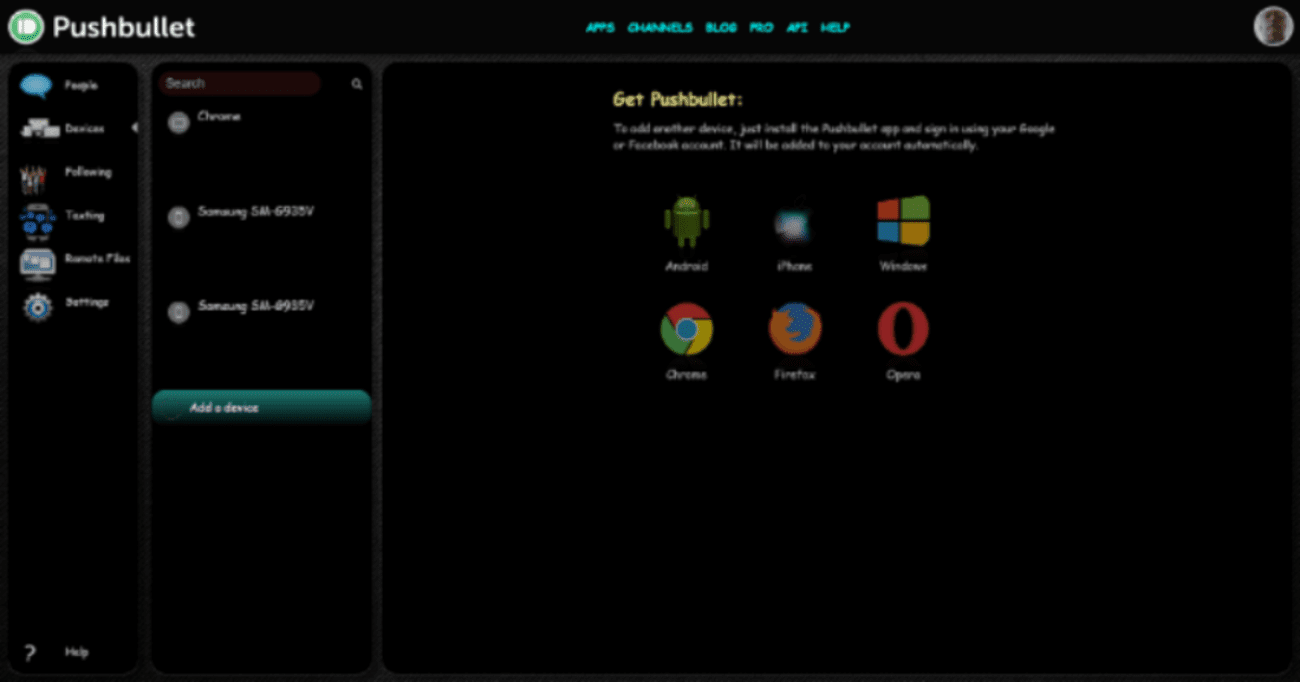 Pushbullet
APPS CHANNELS BLOG PRO API HELP
People
Devices
Following
Texting
Remote Files
Settings
? Help
Search
Chrome
Samsung SM-G935V
Samsung SM-G935V
Add a device
Get Pushbullet:
To add another device, just install the Pushbullet app and sign in using your Google
or Facebook account. It will be added to your account automatically.
Android iPhone Windows
Chrome Firefox Opera